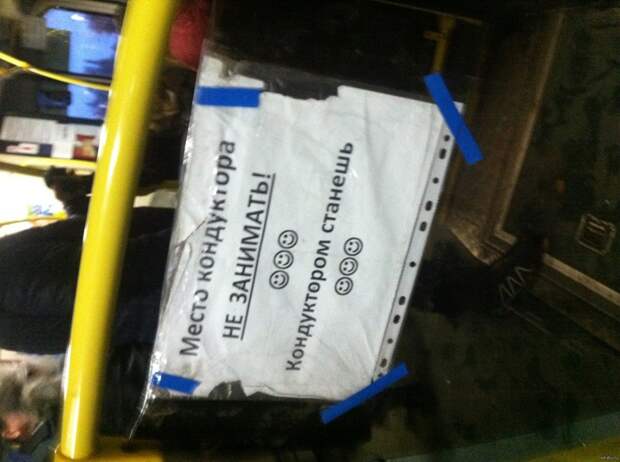 Место кондуктора
НЕ ЗАНИМАТЬ!
☺☺☺
Кондуктором станешь
☺☺☺